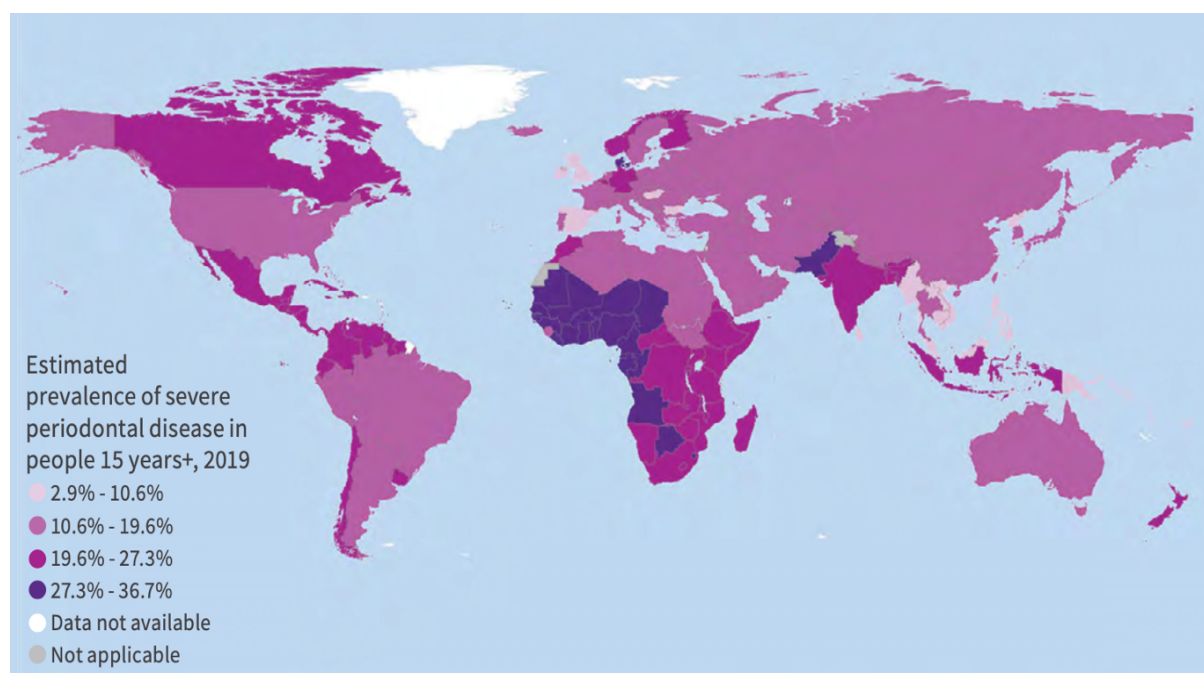 Estimated
prevalence of severe
periodontal disease in
people 15 years+, 2019
2.9% - 10.6%
10.6% - 19.6%
19.6% - 27.3%
27.3% - 36.7%
Data not available
Not applicable